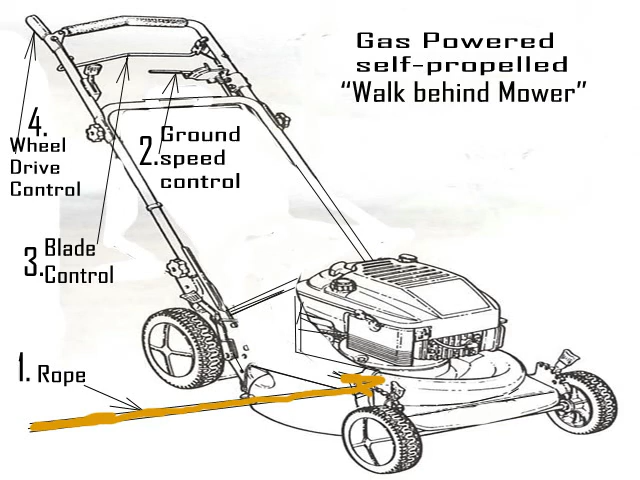 Gas Powered
self-propelled
“Walk behind Mower”
4.
Wheel
Drive
Control
2. Ground
speed
control
3. Blade
Control
1. Rope